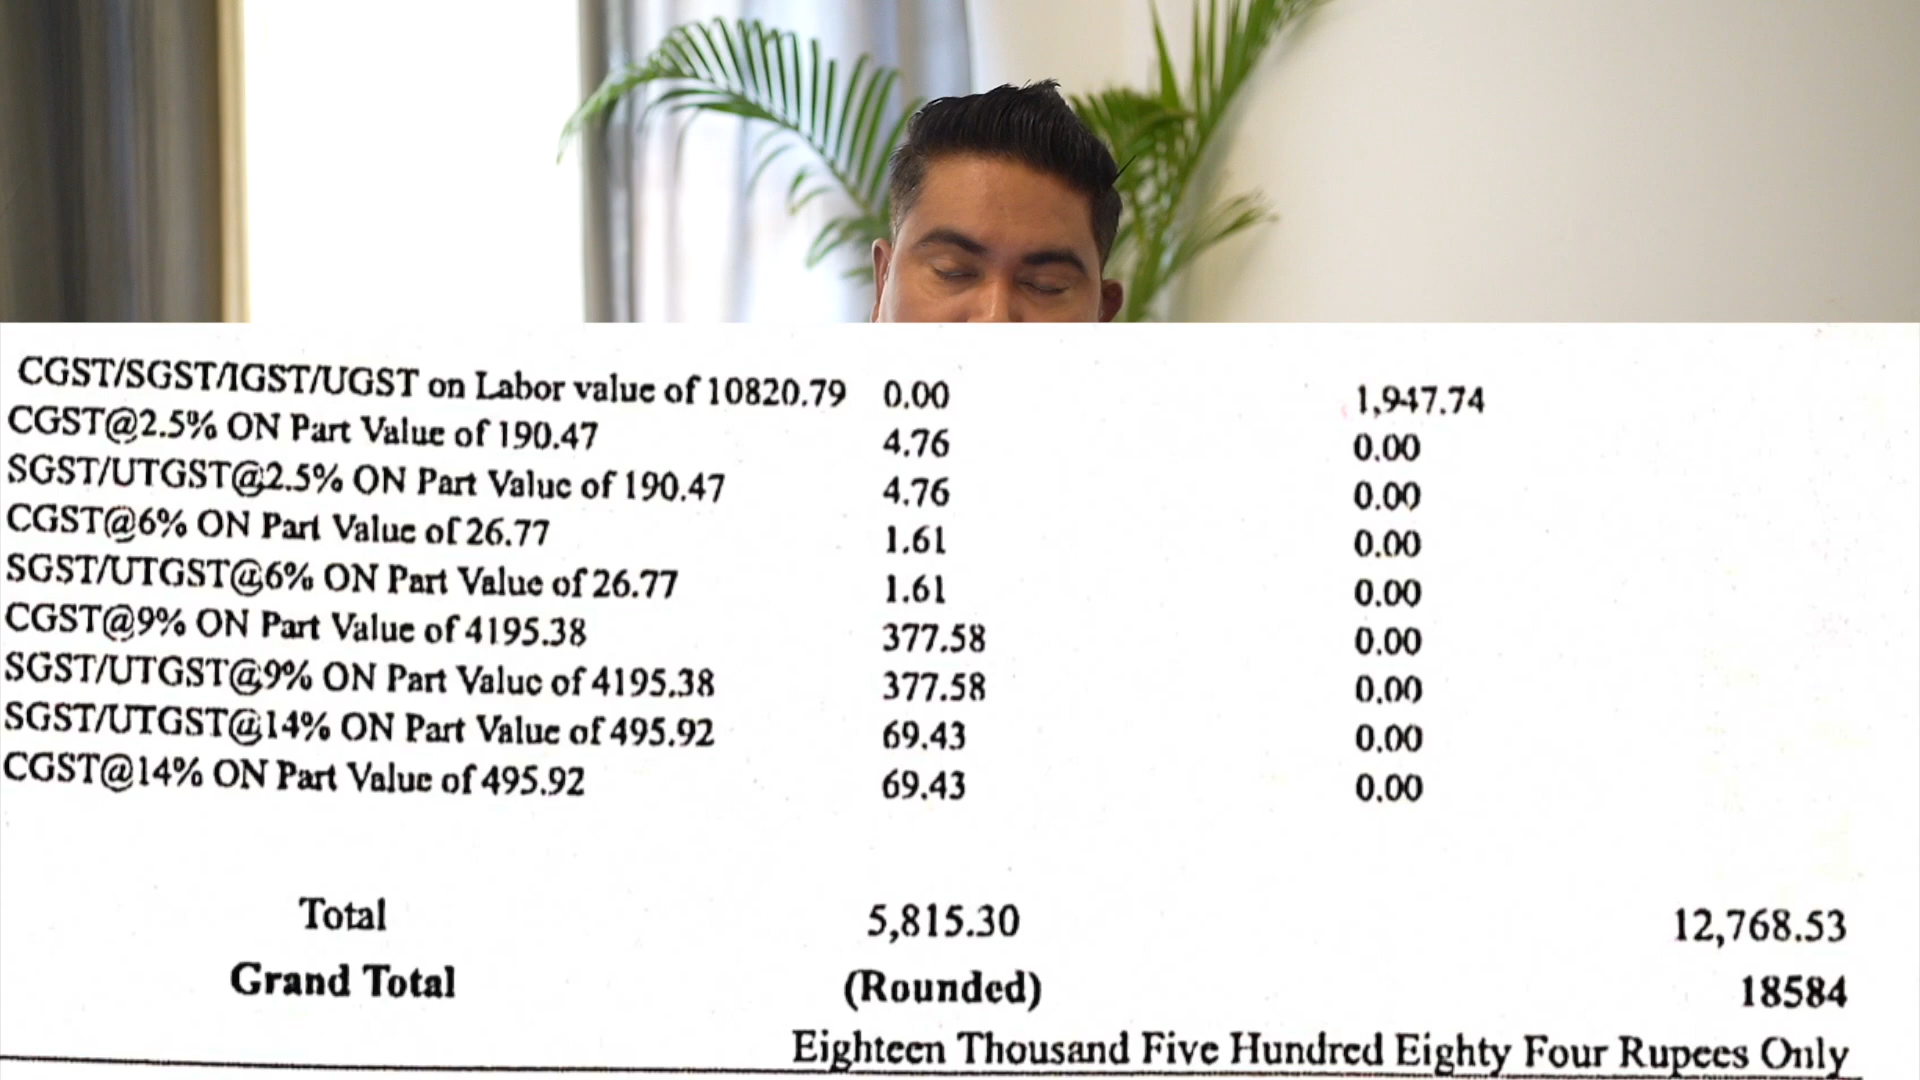 CGST/SGST/IGST/UGST on Labor value of 10820.79 0.00 1,947.74
CGST@2.5% ON Part Value of 190.47 4.76 0.00
SGST/UTGST@2.5% ON Part Value of 190.47 4.76 0.00
CGST@6% ON Part Value of 26.77 1.61 0.00
SGST/UTGST@6% ON Part Value of 26.77 1.61 0.00
CGST@9% ON Part Value of 4195.38 377.58 0.00
SGST/UTGST@9% ON Part Value of 4195.38 377.58 0.00
SGST/UTGST@14% ON Part Value of 495.92 69.43 0.00
CGST@14% ON Part Value of 495.92 69.43 0.00
Total 5,815.30 12,768.53
Grand Total (Rounded) 18584
Eighteen Thousand Five Hundred Eighty Four Rupees Only